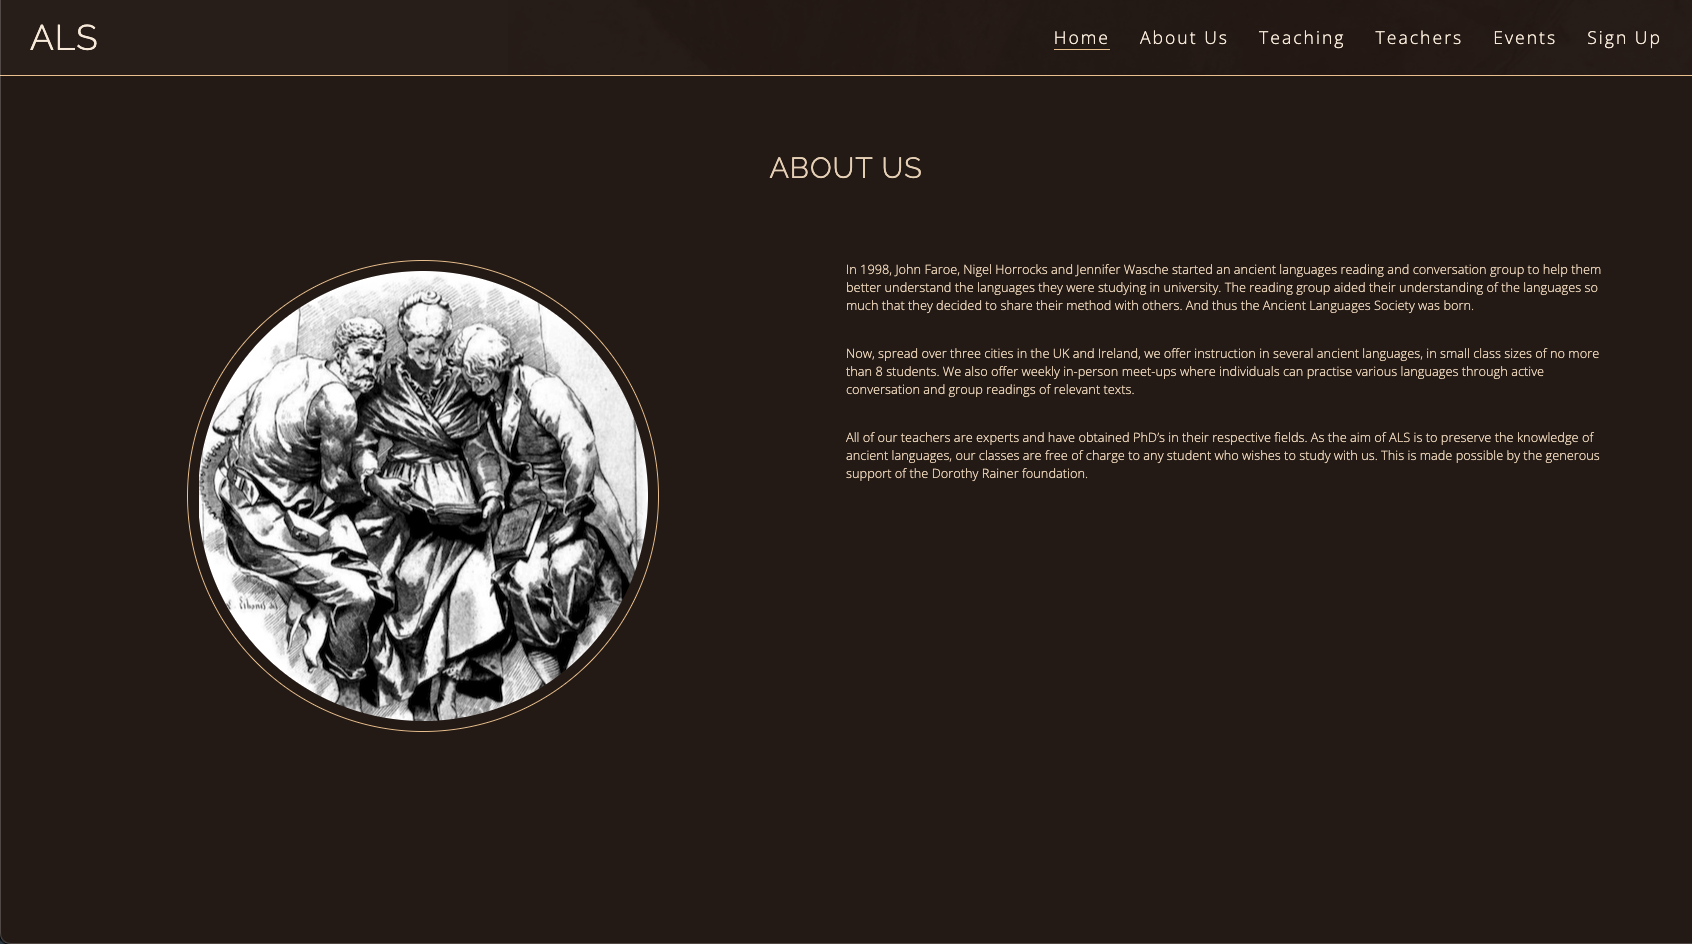 ALS
Home About Us Teaching Teachers Events Sign Up
ABOUT US
In 1998, John Faroe, Nigel Horrocks and Jennifer Wasche started an ancient languages reading and conversation group to help them
better understand the languages they were studying in university. The reading group aided their understanding of the languages so
much that they decided to share their method with others. And thus the Ancient Languages Society was born.
Now, spread over three cities in the UK and Ireland, we offer instruction in several ancient languages, in small class sizes of no more
than 8 students. We also offer weekly in-person meet-ups where individuals can practise various languages through active
conversation and group readings of relevant texts.
All of our teachers are experts and have obtained PhD's in their respective fields. As the aim of ALS is to preserve the knowledge of
ancient languages, our classes are free of charge to any student who wishes to study with us. This is made possible by the generous
support of the Dorothy Rainer foundation.